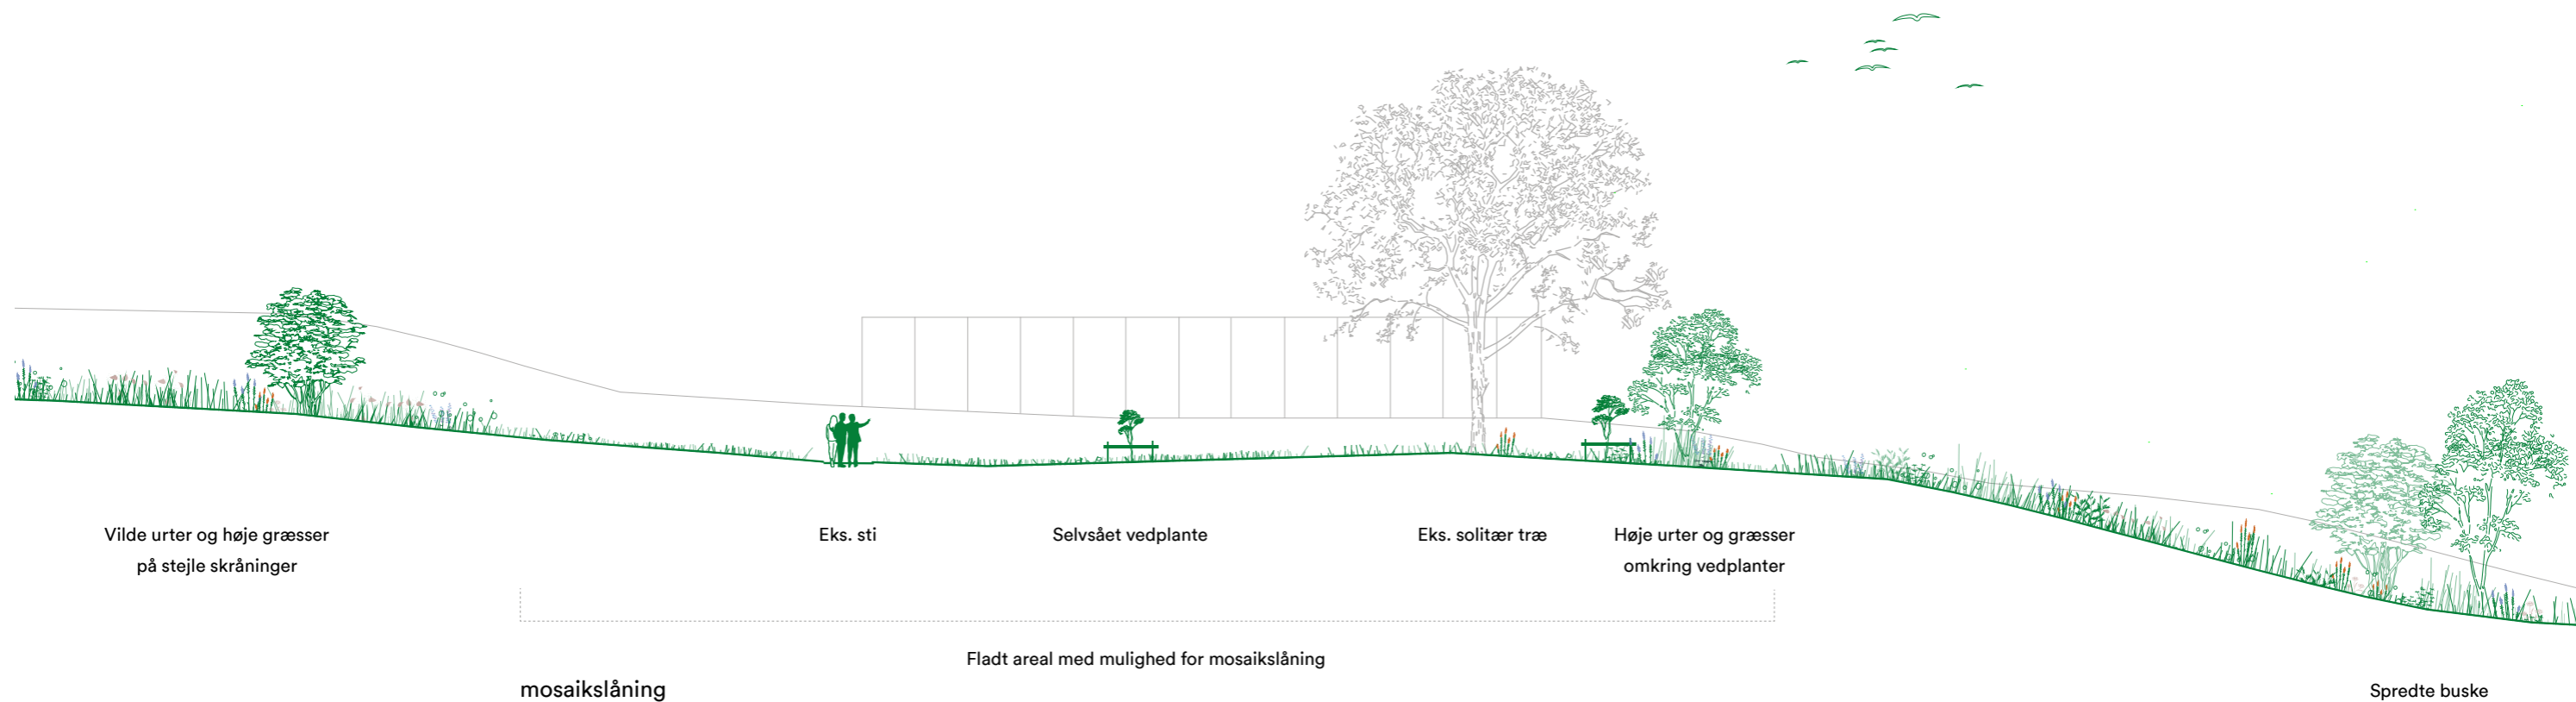 Vilde urter og høje græsser
på stejle skråninger
Eks. sti
Selvsået vedplante
Eks. solitær træ
Høje urter og græsser
omkring vedplanter
Fladt areal med mulighed for mosaikslåning
mosaikslåning
Spredte buske